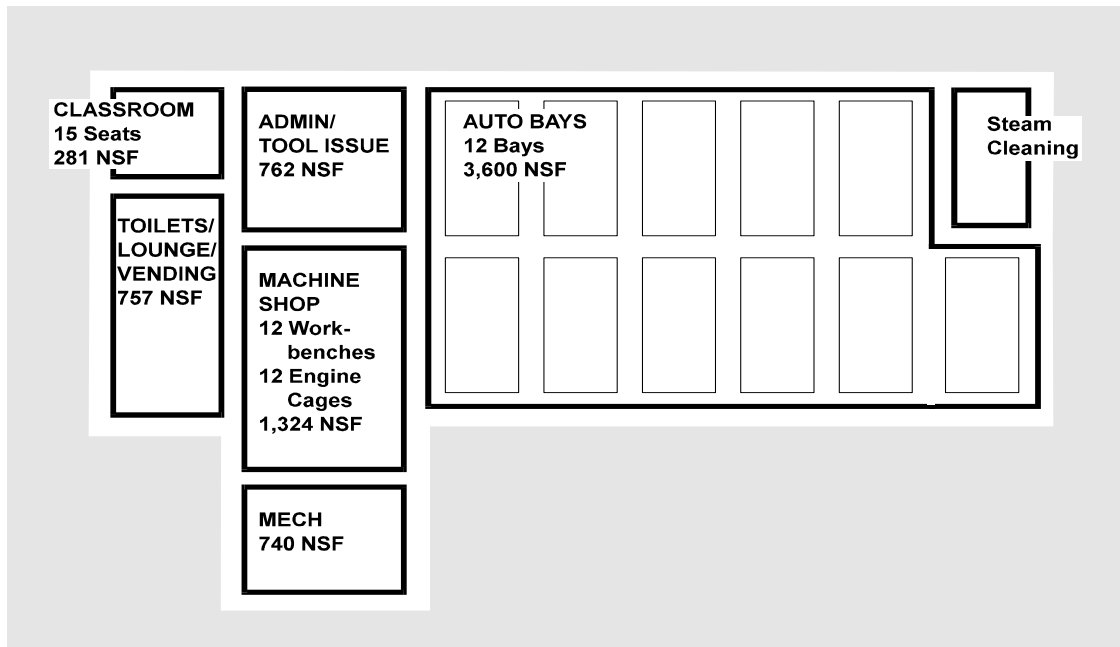 CLASSROOM
15 Seats
281 NSF
TOILETS/
LOUNGE/
VENDING
757 NSF
ADMIN/
TOOL ISSUE
762 NSF
MACHINE
SHOP
12 Work-
benches
12 Engine
Cages
1,324 NSF
MECH
740 NSF
AUTO BAYS
12 Bays
3,600 NSF
Steam
Cleaning